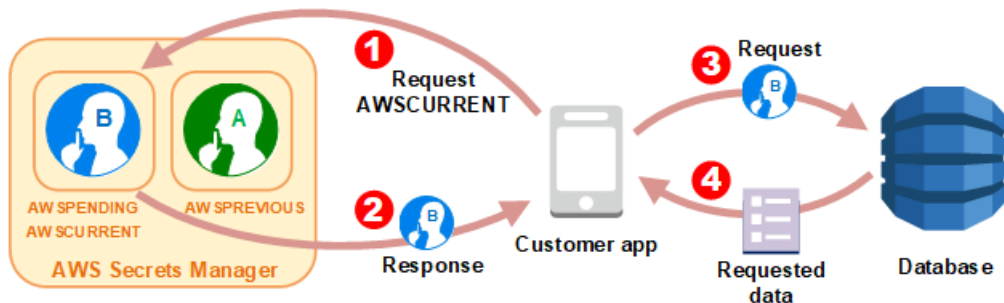 1
Request
AWSCURRENT
3
Request
B
B
A
AWSPENDING
AWSCURRENT
AWSPREVIOUS
AWS Secrets Manager
2
B
Response
Customer app
4
Requested
data
Database